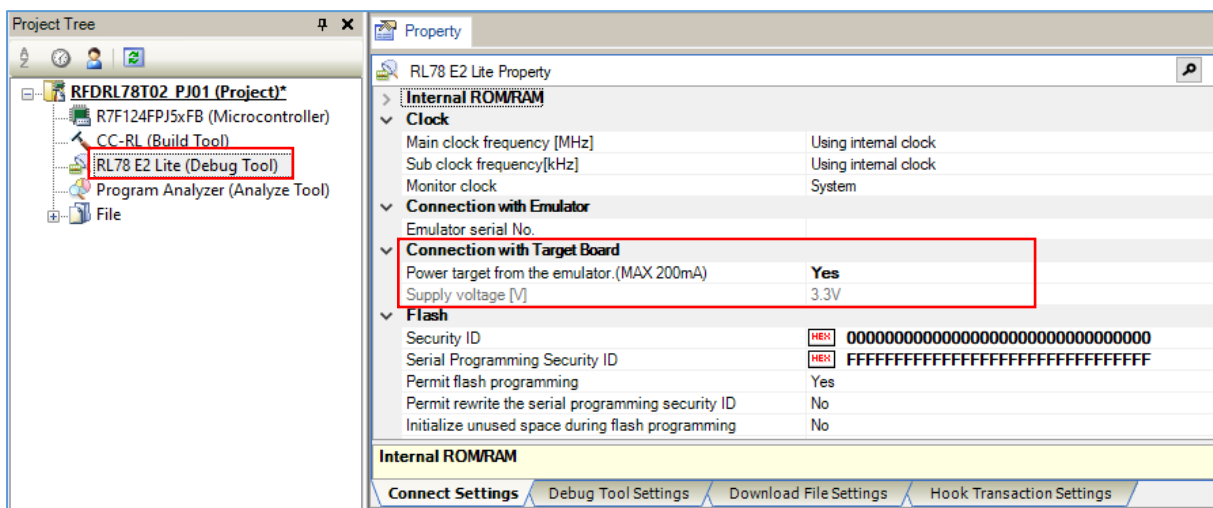 Project Tree
RFDRL78T02_PJ01 (Project)*
R7F124FPJ5xFB (Microcontroller)
CC-RL (Build Tool)
RL78 E2 Lite (Debug Tool)
Program Analyzer (Analyze Tool)
File
Property
RL78 E2 Lite Property
Internal ROM/RAM
Clock
Main clock frequency [MHz] Using internal clock
Sub clock frequency[kHz] Using internal clock
Monitor clock System
Connection with Emulator
Emulator serial No.
Connection with Target Board
Power target from the emulator.(MAX 200mA) Yes
Supply voltage [V] 3.3V
Flash
Security ID HEX 00000000000000000000000000000000
Serial Programming Security ID HEX FFFFFFFFFFFFFFFFFFFFFFFFFFFFFFFF
Permit flash programming Yes
Permit rewrite the serial programming security ID No
Initialize unused space during flash programming No
Internal ROM/RAM
Connect Settings Debug Tool Settings Download File Settings Hook Transaction Settings